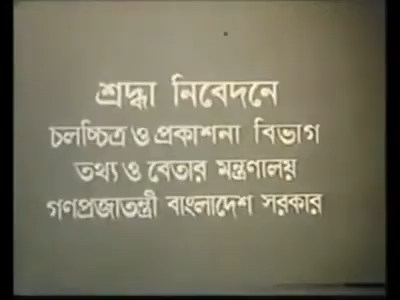 শ্রদ্ধা নিবেদনে
চলচ্চিত্র ও প্রকাশনা বিভাগ
তথ্য ও বেতার মন্ত্রণালয়
গণপ্রজাতন্ত্রী বাংলাদেশ সরকার